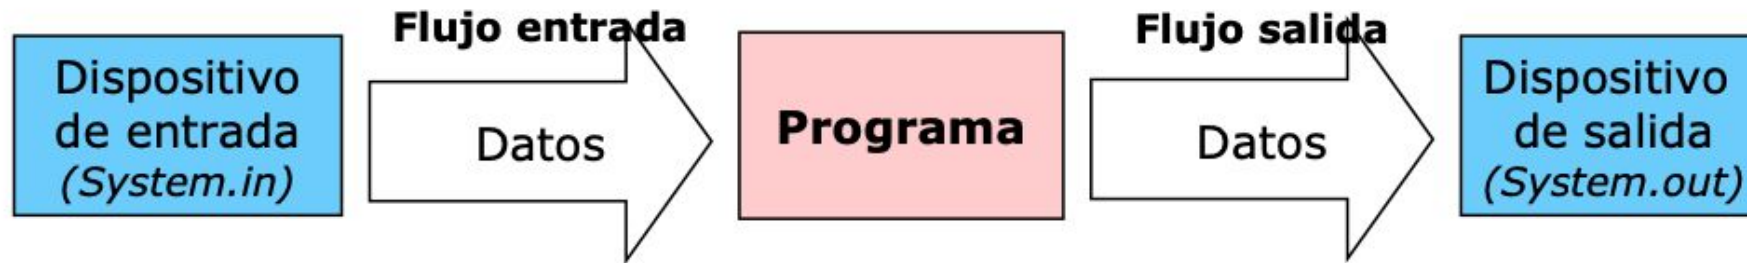 Flujo entrada
Flujo salida
Dispositivo
de entrada
(System.in)
Datos
Programa
Datos
Dispositivo
de salida
(System.out)